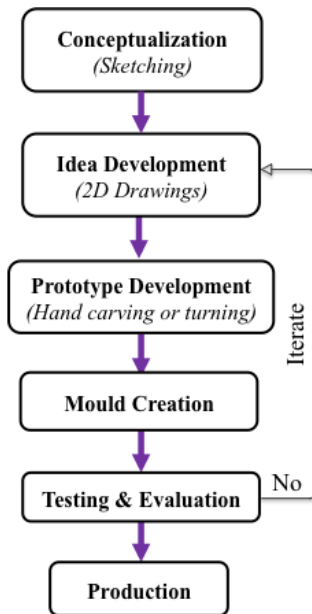 Conceptualization
(Sketching)
Idea Development
(2D Drawings)
Prototype Development
(Hand carving or turning)
Iterate
Mould Creation
No
Testing & Evaluation
Production